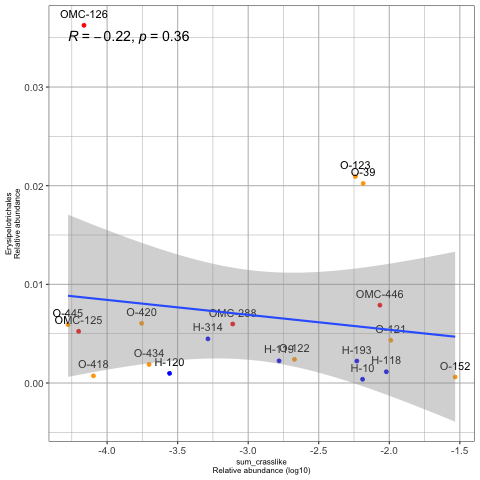 OMC-126
R = −0.22, p = 0.36
0.03
O-123
O-39
0.02
Erysipelotrichales
Relative abundance
0.01
OMC-446
O-445
O-420
OMC-288
OMC-125
H-314
O-121
O-434
H-119
O-122
H-193
O-418
H-120
H-10
H-118
O-152
0.00
-4.0
-3.5
-3.0
-2.5
-2.0
-1.5
sum_crasslike
Relative abundance (log10)